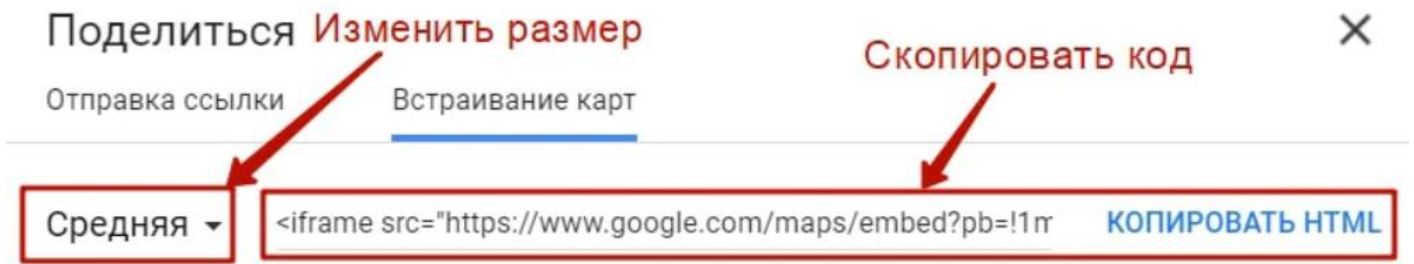 Поделиться Изменить размер
Скопировать код
Отправка ссылки Встраивание карт
Средняя <iframe src="https://www.google.com/maps/embed?pb=!1m КОПИРОВАТЬ HTML